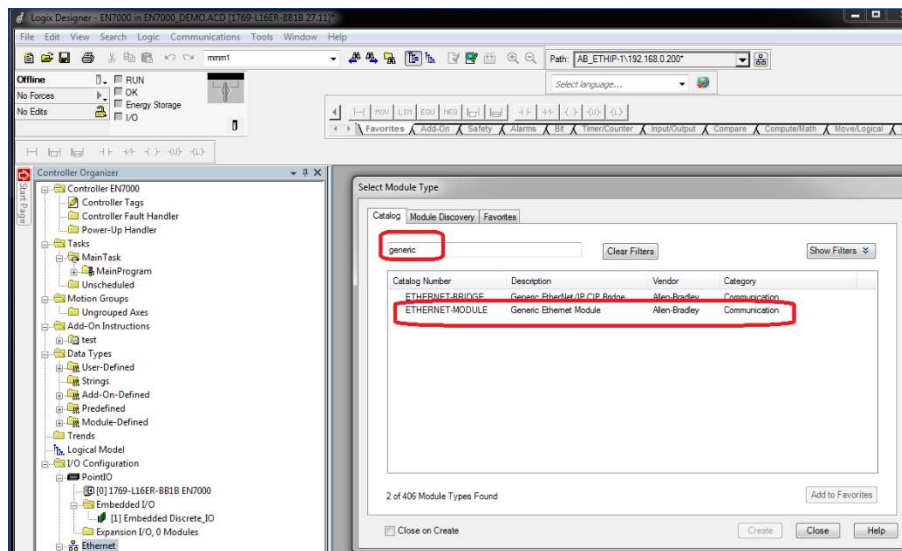 Logix Designer - EN7000 in EN7000_DEMO.ACD [1769-L16ER-BB1B 27.11]*
File Edit View Search Logic Communications Tools Window Help
mmm1
Path: AB_ETHIP-1\192.168.0.200*
Offline
RUN
No Forces
OK
Energy Storage
No Edits
I/O
Select language...
MOV LIM EQU NEQ
Favorites Add-On Safety Alarms Bit Timer/Counter Input/Output Compare Compute/Math Move/Logical
Start Page
Controller Organizer
Controller EN7000
Controller Tags
Controller Fault Handler
Power-Up Handler
Tasks
MainTask
MainProgram
Unscheduled
Motion Groups
Ungrouped Axes
Add-On Instructions
test
Data Types
User-Defined
Strings
Add-On-Defined
Predefined
Module-Defined
Trends
Logical Model
I/O Configuration
PointIO
[0] 1769-L16ER-BB1B EN7000
Embedded I/O
[1] Embedded Discrete_IO
Expansion I/O, 0 Modules
Ethernet
Select Module Type
Catalog Module Discovery Favorites
generic
Clear Filters
Show Filters
Catalog Number Description Vendor Category
ETHERNET-BRIDGE Generic EtherNet/IP CIP Bridge Allen-Bradley Communication
ETHERNET-MODULE Generic Ethernet Module Allen-Bradley Communication
2 of 406 Module Types Found
Add to Favorites
Close on Create
Create Close Help